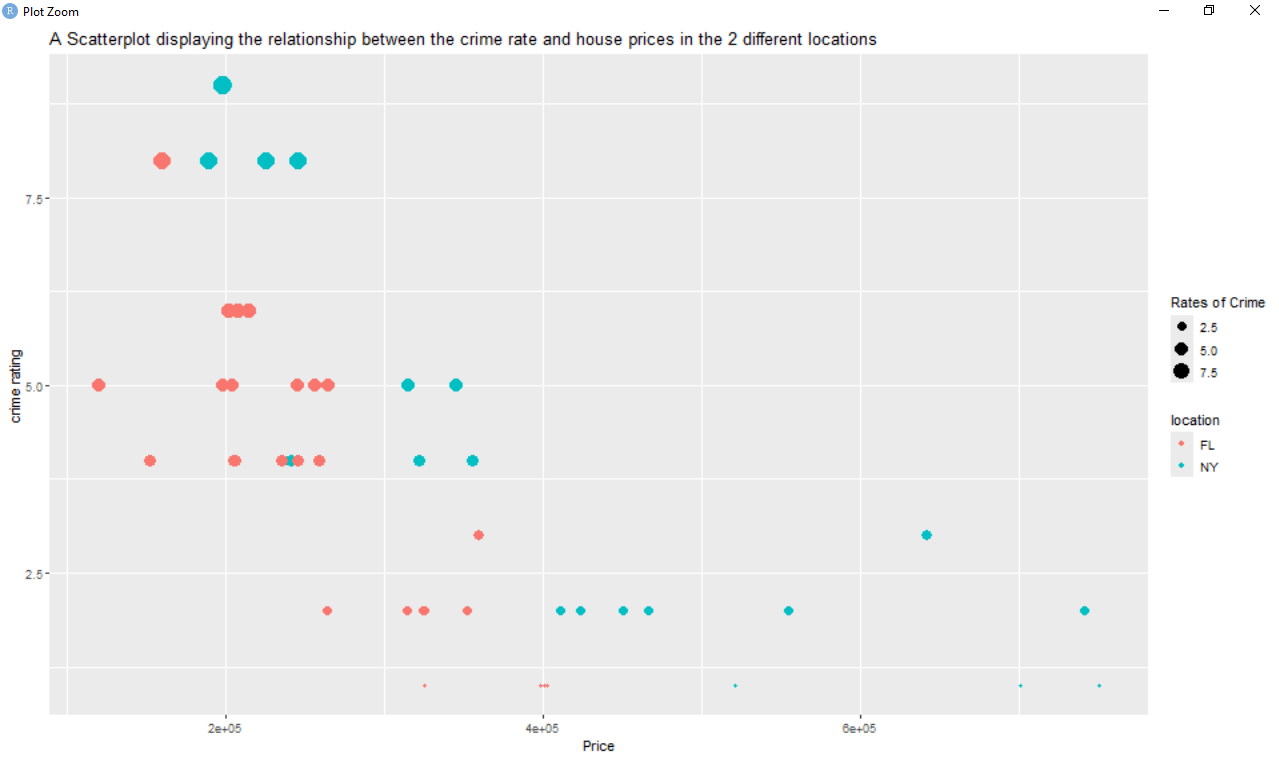 R Plot Zoom
A Scatterplot displaying the relationship between the crime rate and house prices in the 2 different locations
7.5
5.0
2.5
crime rating
2e+05 4e+05 6e+05
Price
Rates of Crime
2.5
5.0
7.5
location
FL
NY